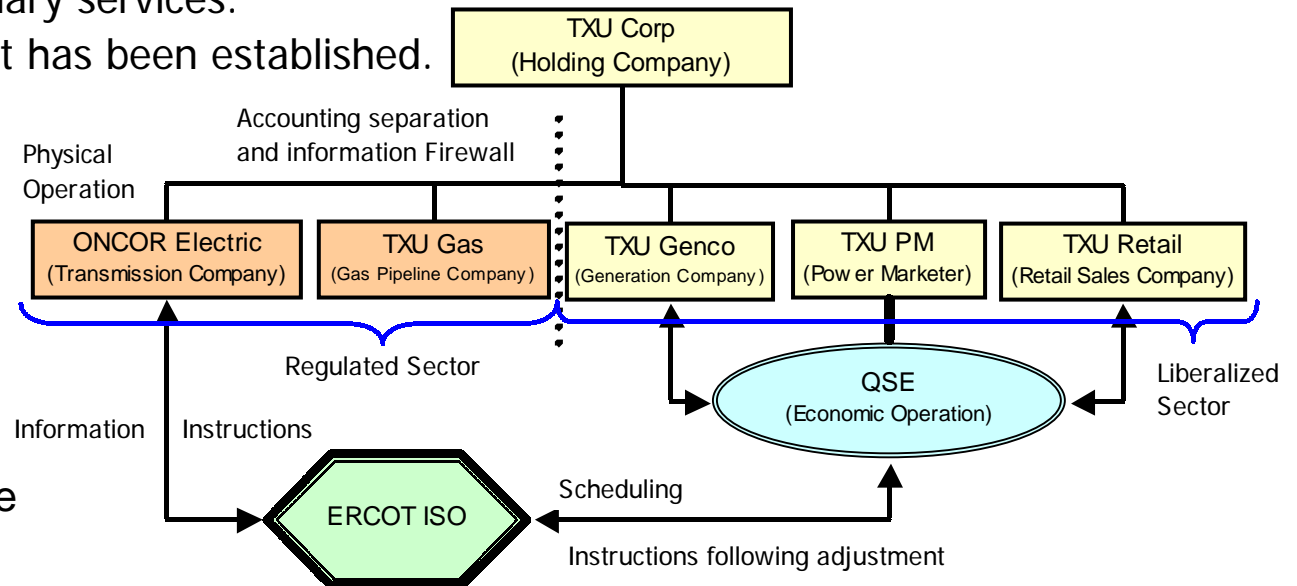 ary services.
t has been established.
TXU Corp
(Holding Company)
Accounting separation
and information Firewall
Physical
Operation
ONCOR Electric
(Transmission Company)
TXU Gas
(Gas Pipeline Company)
TXU Genco
(Generation Company)
TXU PM
(Power Marketer)
TXU Retail
(Retail Sales Company)
Regulated Sector
QSE
(Economic Operation)
Liberalized
Sector
Information
Instructions
e
ERCOT ISO
Scheduling
Instructions following adjustment